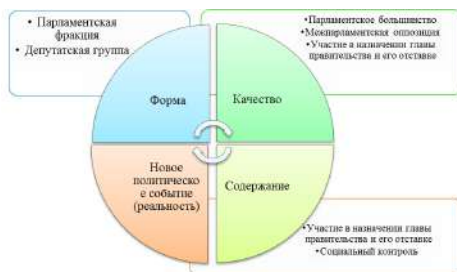 • Парламентская
фракция
• Депутатская группа
•Парламентское большинство
•Межпарламентская оппозиция
•Участие в назначении главы
правительства и его отставке
Форма
Качество
Новое
политическо
е событие
(реальность)
Содержание
•Участие в назначении главы
правительства и его отставке
•Социальный контроль